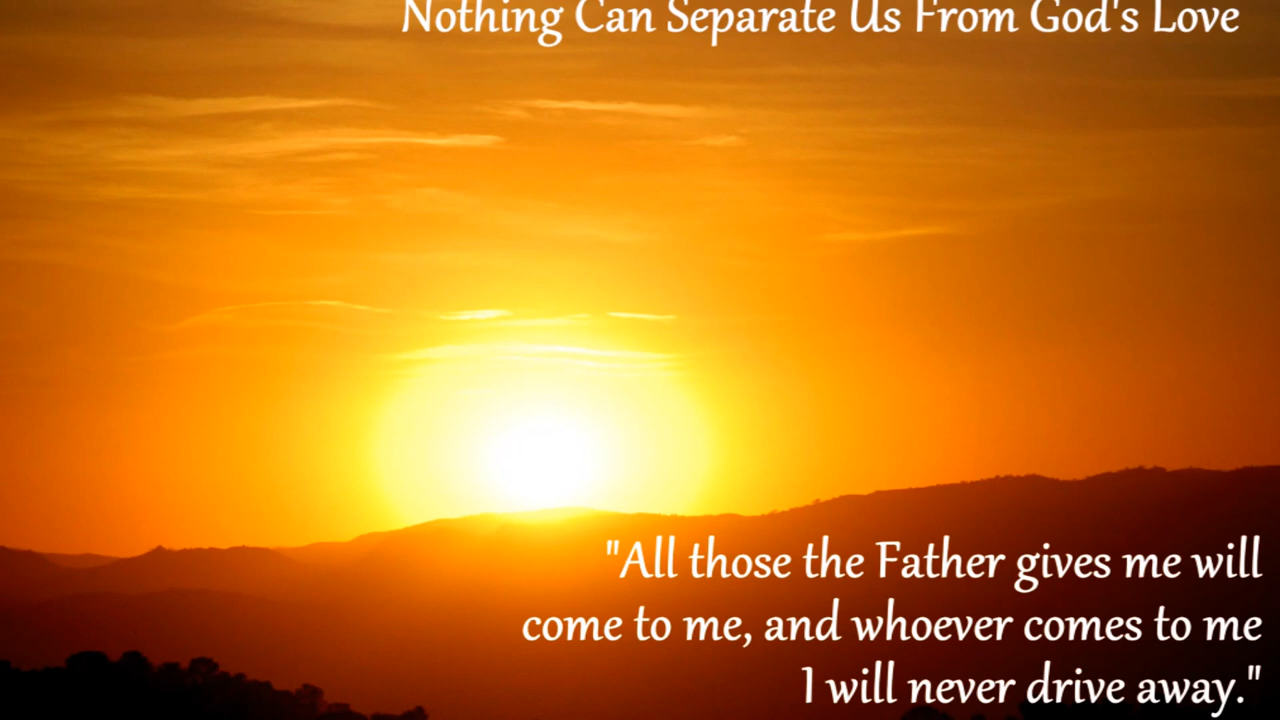 Nothing Can Separate Us From God's Love
"All those the Father gives me will
come to me, and whoever comes to me
I will never drive away."